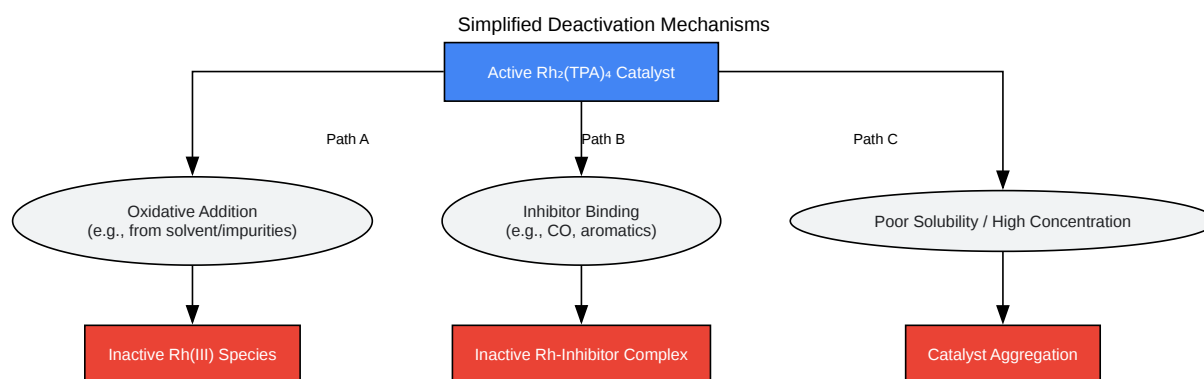 Simplified Deactivation Mechanisms
Active Rh₂(TPA)₄ Catalyst
Path A
Path B
Path C
Oxidative Addition
(e.g., from solvent/impurities)
Inhibitor Binding
(e.g., CO, aromatics)
Poor Solubility / High Concentration
Inactive Rh(III) Species
Inactive Rh-Inhibitor Complex
Catalyst Aggregation